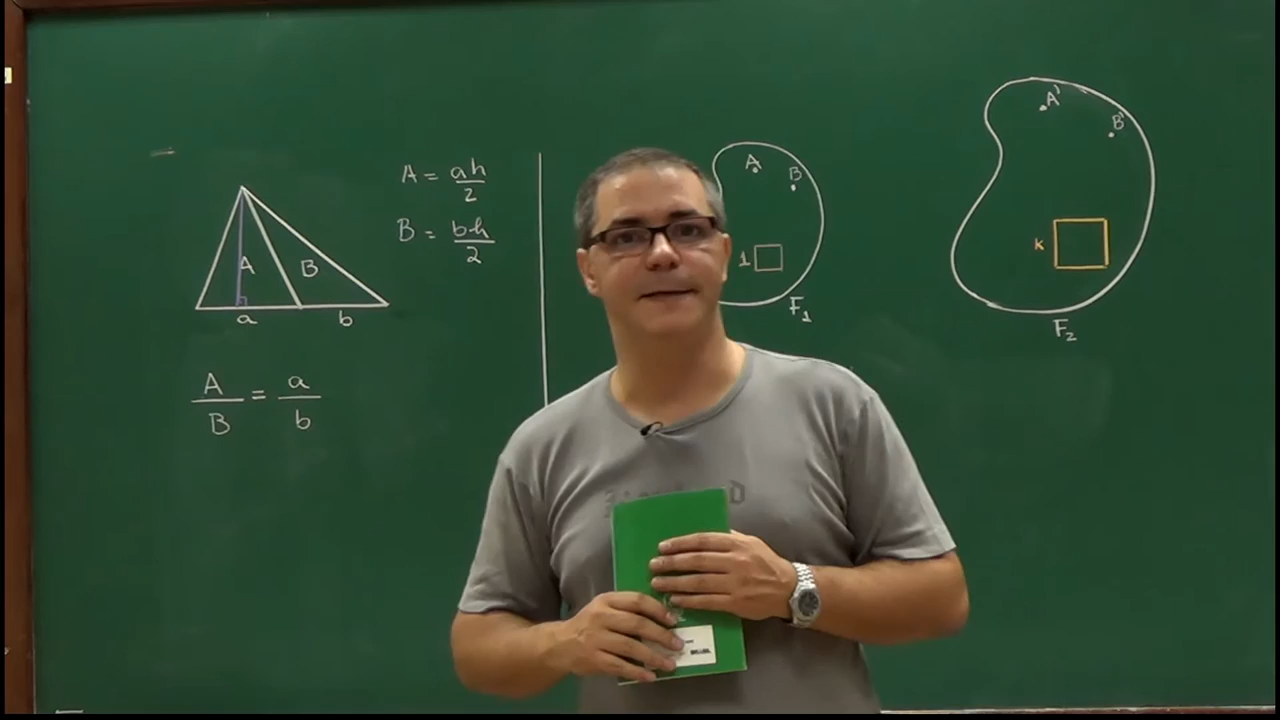 A = ah/2
B = bh/2
A
B
a
b
A/B = a/b
A
B
1
F₁
A'
B'
k
F₂